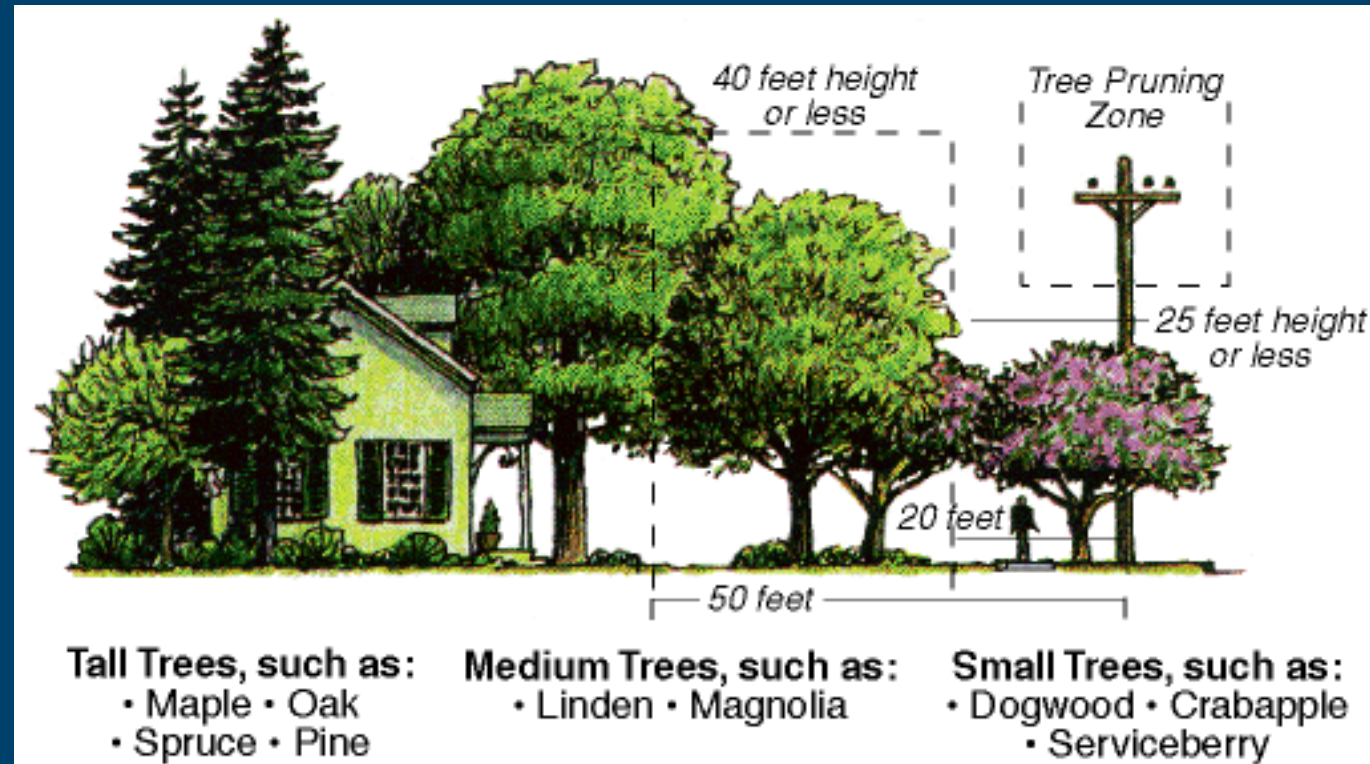 40 feet height
or less
Tree Pruning
Zone
25 feet height
or less
20 feet
50 feet
Tall Trees, such as:
• Maple • Oak
• Spruce • Pine
Medium Trees, such as:
• Linden • Magnolia
Small Trees, such as:
• Dogwood • Crabapple
• Serviceberry